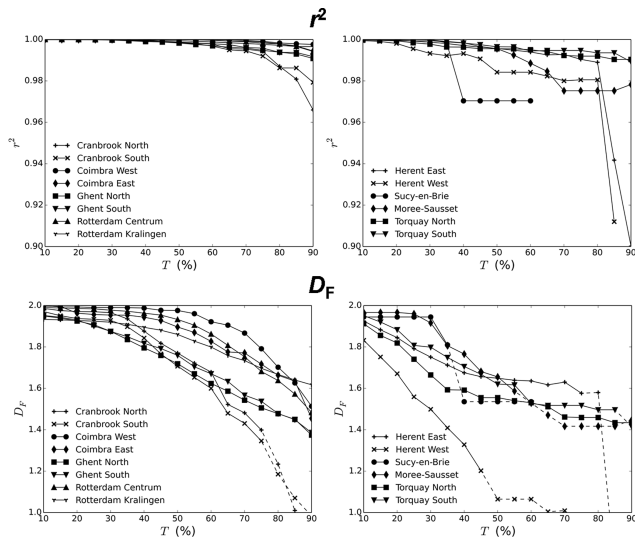 r²
1.00
0.98
0.96
0.94
0.92
0.90
r²
10 20 30 40 50 60 70 80 90
T (%)
Cranbrook North
Cranbrook South
Coimbra West
Coimbra East
Ghent North
Ghent South
Rotterdam Centrum
Rotterdam Kralingen
1.00
0.98
0.96
0.94
0.92
0.90
r²
10 20 30 40 50 60 70 80 90
T (%)
Herent East
Herent West
Sucy-en-Brie
Moree-Sausset
Torquay North
Torquay South
D_F
2.0
1.8
1.6
1.4
1.2
1.0
D_F
10 20 30 40 50 60 70 80 90
T (%)
Cranbrook North
Cranbrook South
Coimbra West
Coimbra East
Ghent North
Ghent South
Rotterdam Centrum
Rotterdam Kralingen
2.0
1.8
1.6
1.4
1.2
1.0
D_F
10 20 30 40 50 60 70 80 90
T (%)
Herent East
Herent West
Sucy-en-Brie
Moree-Sausset
Torquay North
Torquay South